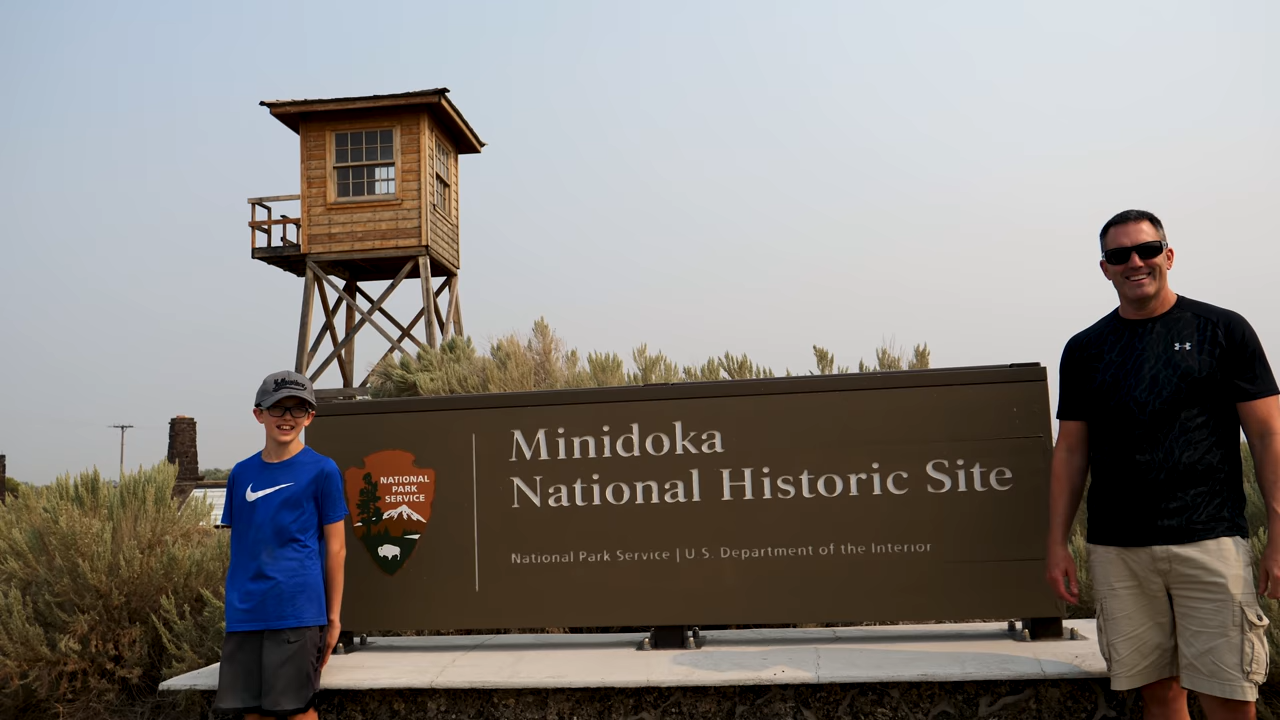 Minidoka
National Historic Site
National Park Service | U.S. Department of the Interior
NATIONAL
PARK
SERVICE